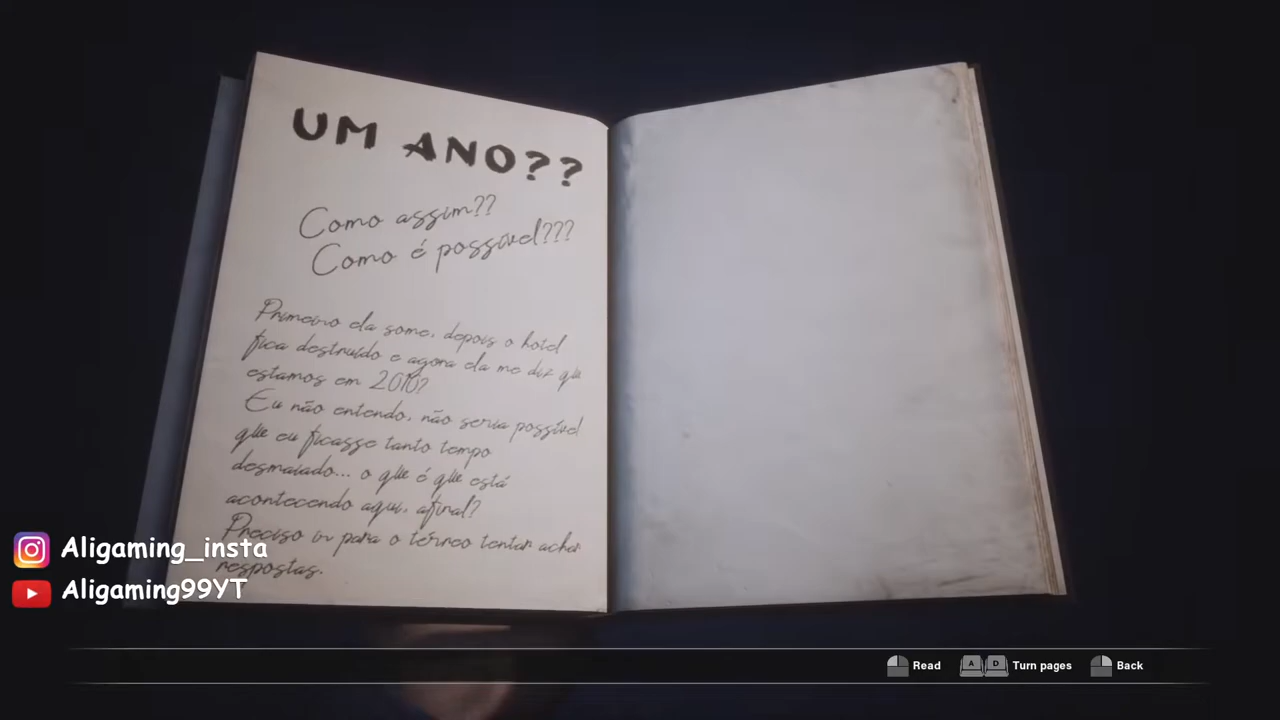 UM ANO??
Como assim??
Como é possível???
Primeiro ela some, depois o hotel
fica destruído e agora ela me diz que
estamos em 2010?
Eu não entendo, não seria possível
que eu ficasse tanto tempo
desmaiado... o que é que está
acontecendo aqui, afinal?
Preciso ir para o térreo tentar achar
respostas.
Aligaming_insta
Aligaming99YT
Read
A D Turn pages
Back